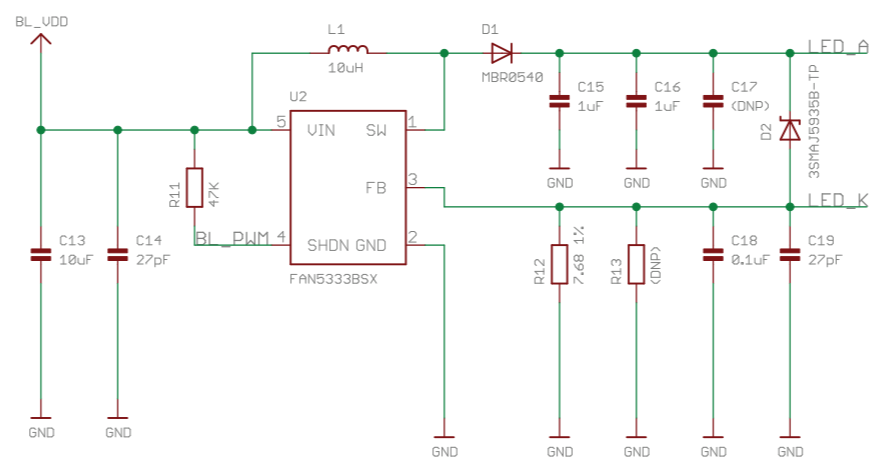 BL_VDD
L1
10uH
D1
MBR0540
LED_A
C15
1uF
C16
1uF
C17
(DNP)
D2
3SMAJ5935B-TP
U2
5
VIN
SW
1
FB
3
R11
47K
BL_PWM
4
SHDN
GND
2
FAN5333BSX
GND
GND
GND
LED_K
C13
10uF
C14
27pF
R12
7.68 1%
R13
(DNP)
C18
0.1uF
C19
27pF
GND
GND
GND
GND
GND
GND
GND